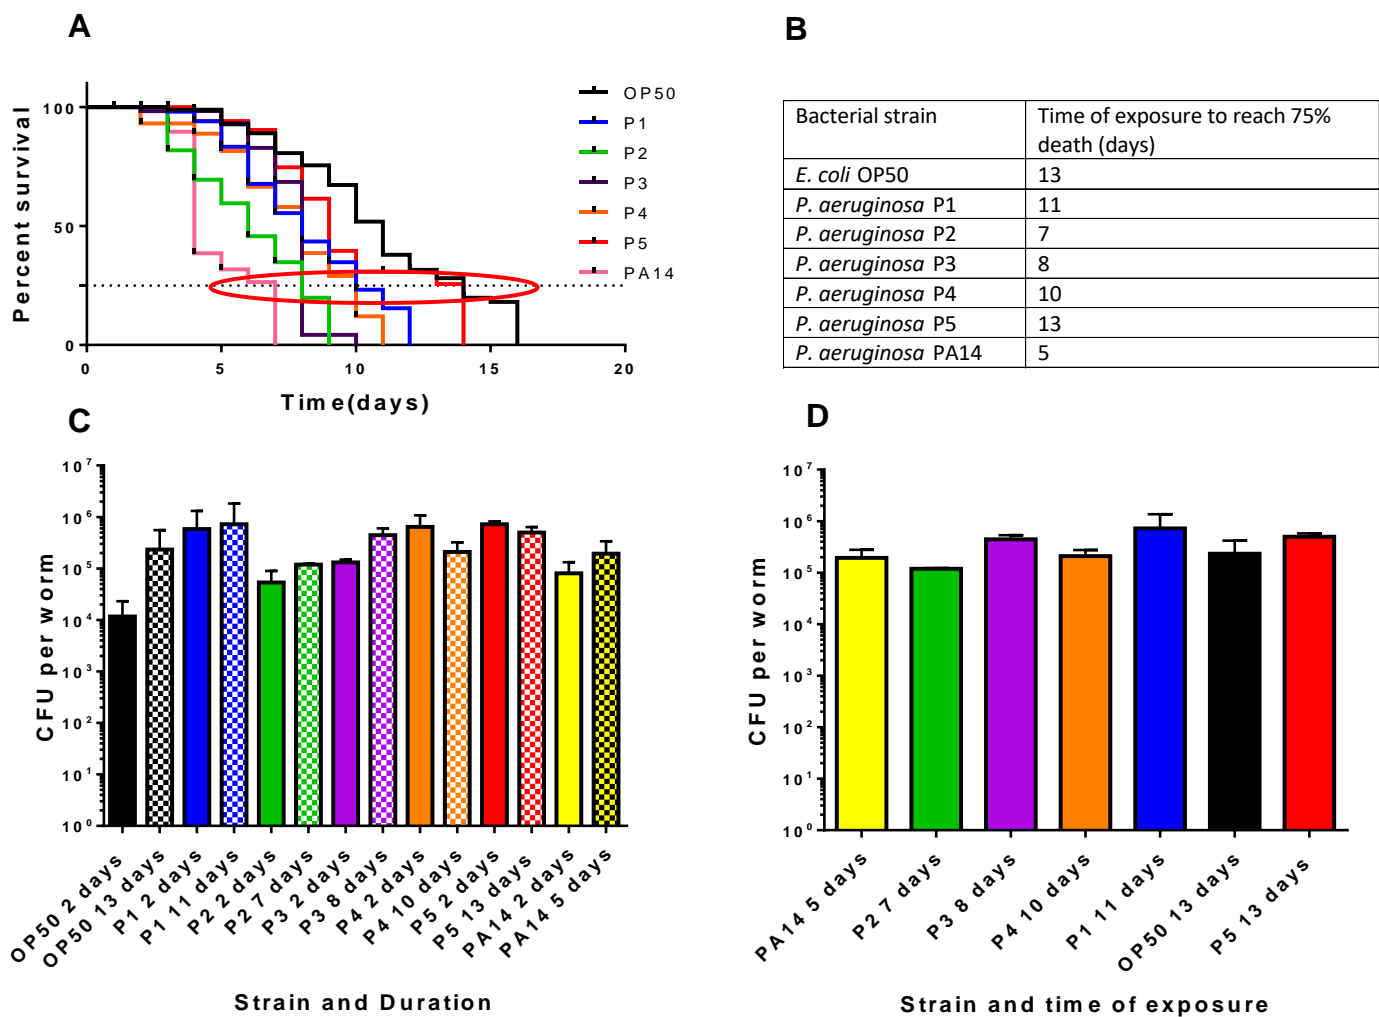 A
Percent survival
100
50
0
0
5
10
15
20
Time(days)
OP50
P1
P2
P3
P4
P5
PA14
B
Bacterial strain
Time of exposure to reach 75%
death (days)
E. coli OP50 13
P. aeruginosa P1 11
P. aeruginosa P2 7
P. aeruginosa P3 8
P. aeruginosa P4 10
P. aeruginosa P5 13
P. aeruginosa PA14 5
C
CFU per worm
10⁷
10⁶
10⁵
10⁴
10³
10²
10¹
10⁰
OP50 2 days
OP50 13 days
P1 2 days
P1 11 days
P2 2 days
P2 7 days
P3 2 days
P3 8 days
P4 2 days
P4 10 days
P5 2 days
P5 13 days
PA14 2 days
PA14 5 days
Strain and Duration
D
CFU per worm
10⁷
10⁶
10⁵
10⁴
10³
10²
10¹
10⁰
PA14 5 days
P2 7 days
P3 8 days
P4 10 days
P1 11 days
OP50 13 days
P5 13 days
Strain and time of exposure